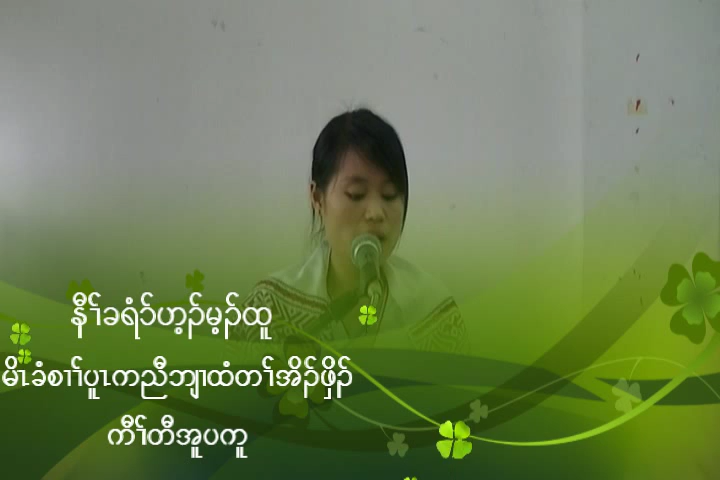 နီၢ်ခရံာ်ဟ့ၣ်မ့ၣ်ထူ
မိၤခံစၢၢ်ပူၤကညီဘျၢထံတၢ်အိၣ်ဖှိၣ်
ကီၢ်တီအူပကူ